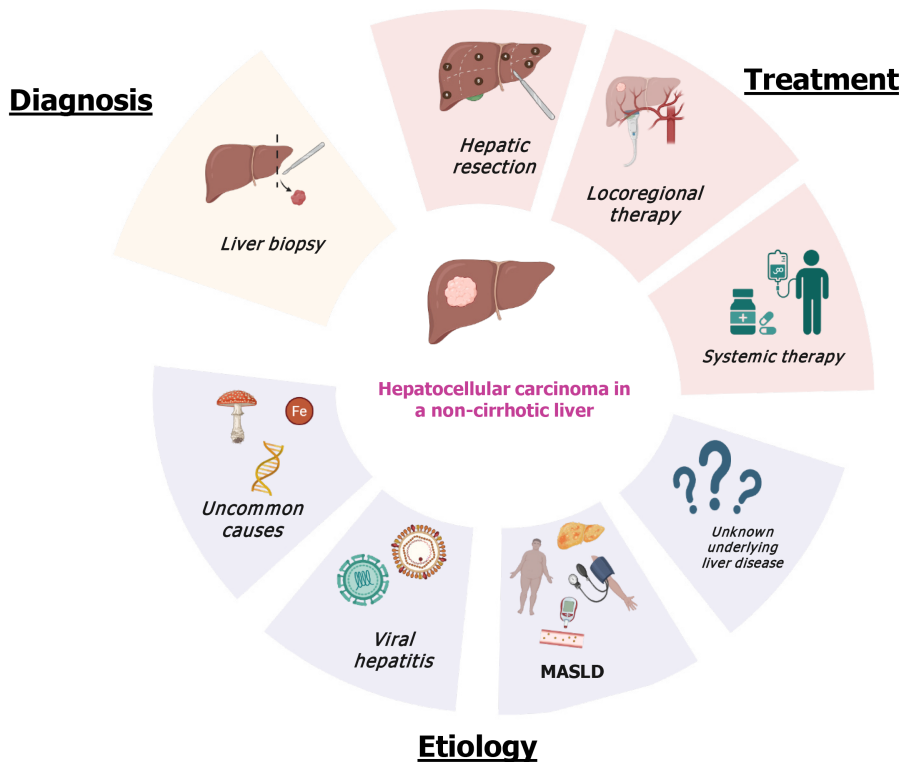 Diagnosis
Treatment
Etiology
Liver biopsy
Hepatic
resection
Locoregional
therapy
Systemic therapy
Hepatocellular carcinoma in
a non-cirrhotic liver
Fe
Uncommon
causes
Viral
hepatitis
MASLD
Unknown
underlying
liver disease